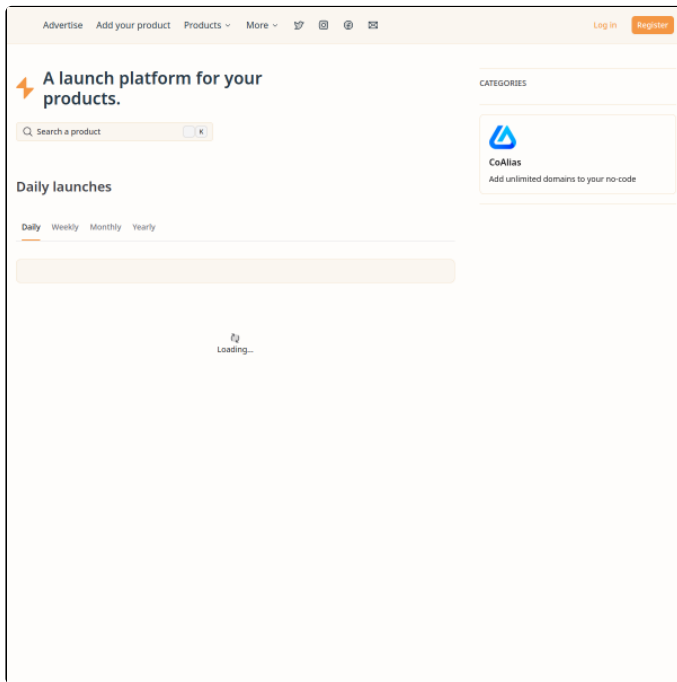 Advertise Add your product Products More Log in Register
A launch platform for your
products.
Search a product K
Daily launches
Daily Weekly Monthly Yearly
Loading...
CATEGORIES
CoAlias
Add unlimited domains to your no-code